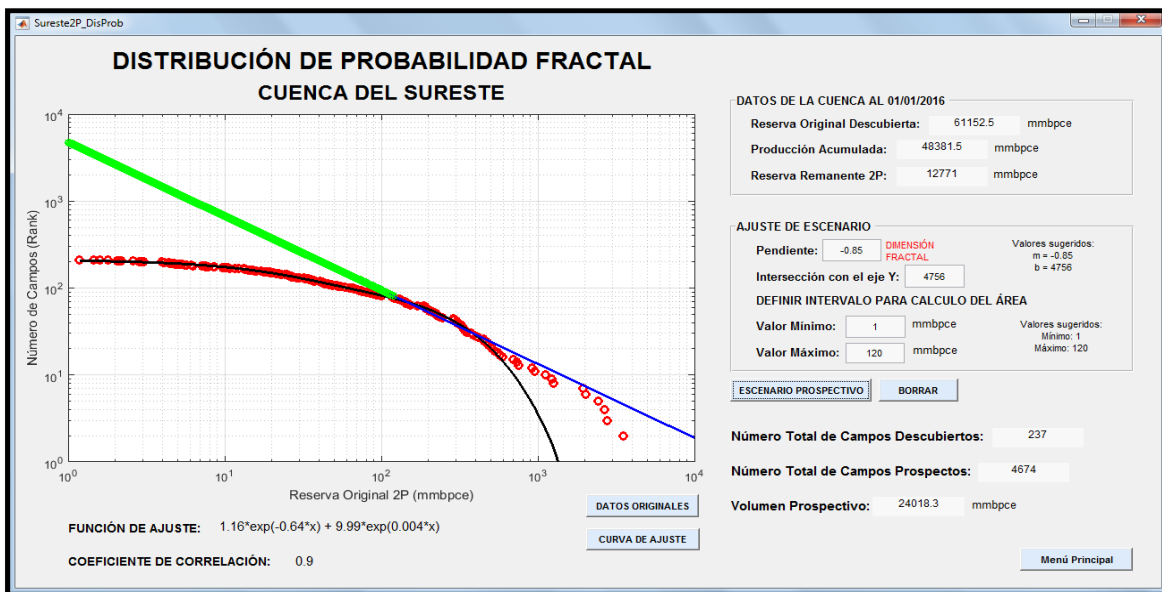 Sureste2P_DisProb
DISTRIBUCIÓN DE PROBABILIDAD FRACTAL
CUENCA DEL SURESTE
10^4
10^3
10^2
10^1
10^0
Número de Campos (Rank)
10^0 10^1 10^2 10^3 10^4
Reserva Original 2P (mmbpce)
DATOS ORIGINALES
CURVA DE AJUSTE
FUNCIÓN DE AJUSTE: 1.16*exp(-0.64*x) + 9.99*exp(0.004*x)
COEFICIENTE DE CORRELACIÓN: 0.9
DATOS DE LA CUENCA AL 01/01/2016
Reserva Original Descubierta: 61152.5 mmbpce
Producción Acumulada: 48381.5 mmbpce
Reserva Remanente 2P: 12771 mmbpce
AJUSTE DE ESCENARIO
Pendiente: -0.85 DIMENSIÓN
FRACTAL
Valores sugeridos:
m = -0.85
b = 4756
Intersección con el eje Y: 4756
DEFINIR INTERVALO PARA CALCULO DEL ÁREA
Valor Mínimo: 1 mmbpce
Valor Máximo: 120 mmbpce
Valores sugeridos:
Mínimo: 1
Máximo: 120
ESCENARIO PROSPECTIVO BORRAR
Número Total de Campos Descubiertos: 237
Número Total de Campos Prospectos: 4674
Volumen Prospectivo: 24018.3 mmbpce
Menú Principal